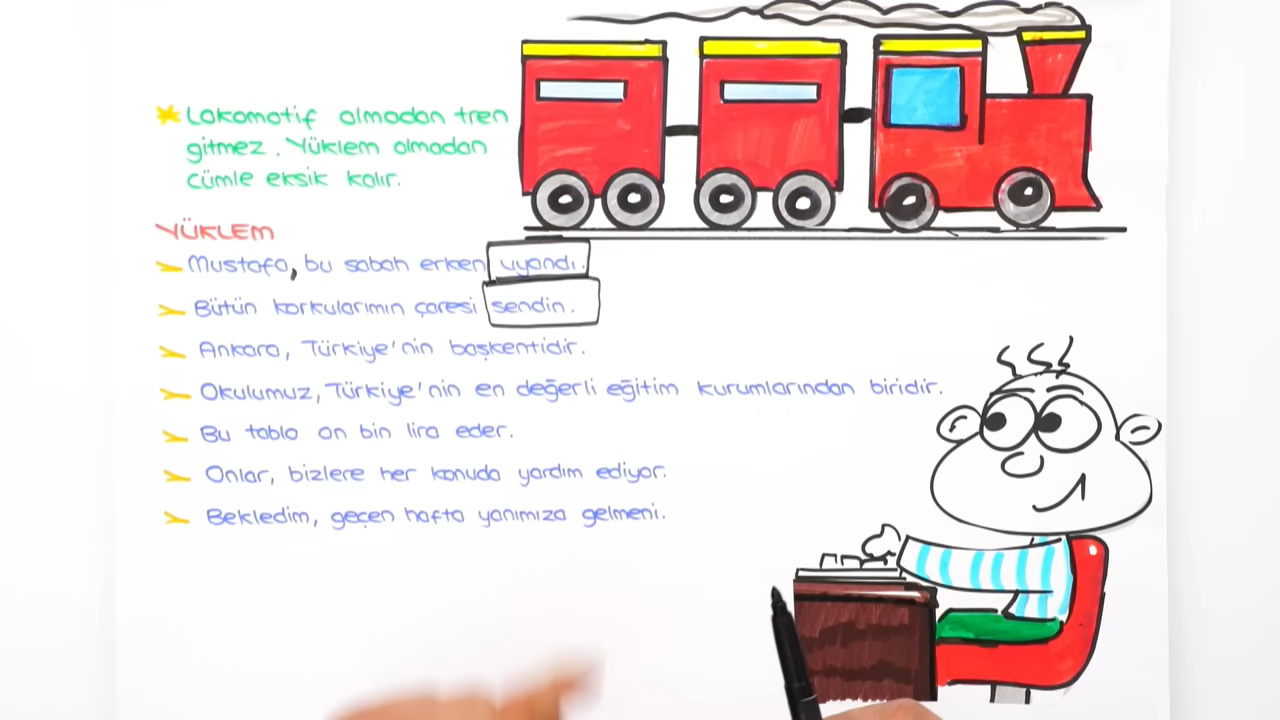 Lokomotif olmadan tren
gitmez. Yüklem olmadan
cümle eksik kalır.
YÜKLEM
Mustafa, bu sabah erken uyandı.
Bütün korkularımın çaresi sendin.
Ankara, Türkiye'nin başkentidir.
Okulumuz, Türkiye'nin en değerli eğitim kurumlarından biridir.
Bu tablo on bin lira eder.
Onlar, bizlere her konuda yardım ediyor.
Bekledim, geçen hafta yanımıza gelmeni.